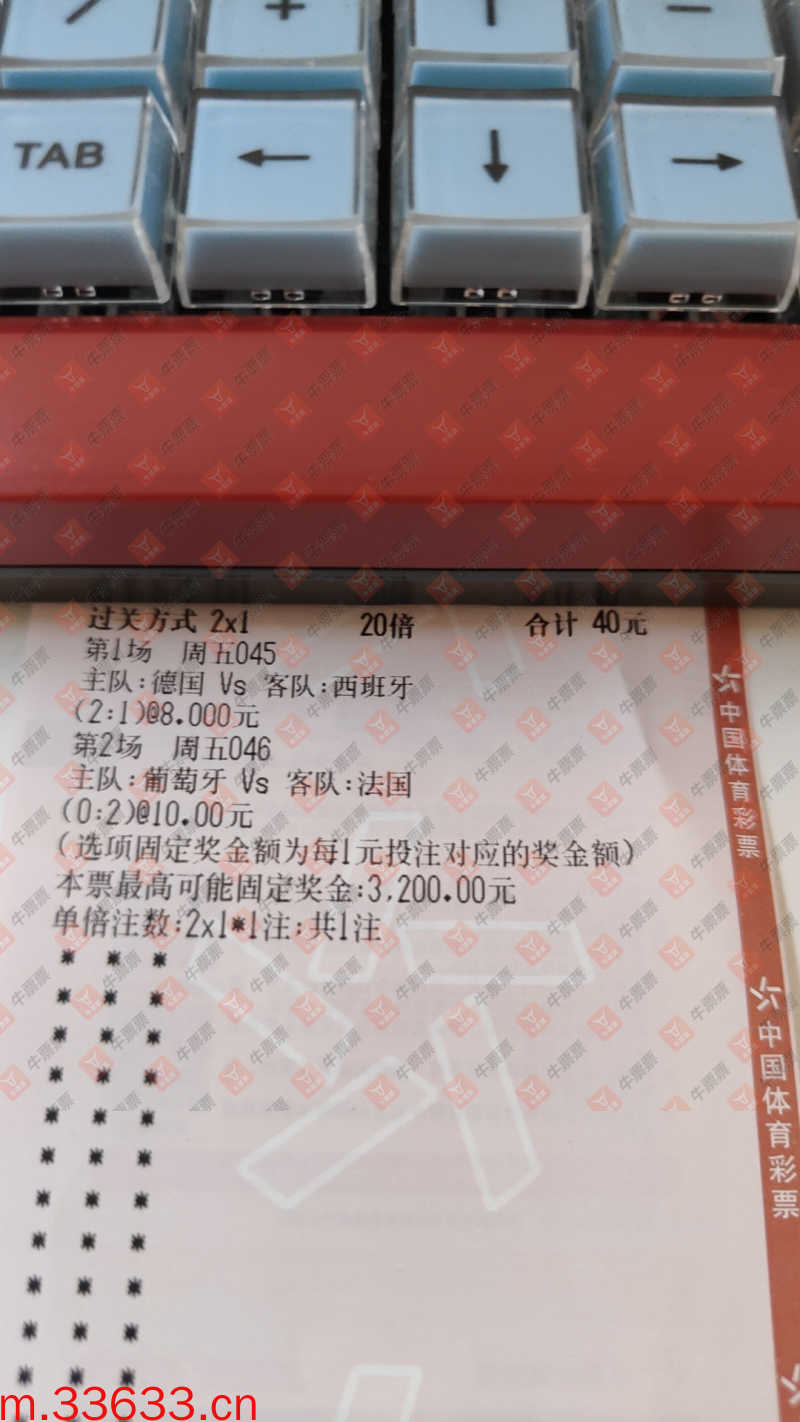 TAB
过关方式 2x1 20倍 合计 40元
第1场 周五045
主队:德国 Vs 客队:西班牙
(2:1)@8.000元
第2场 周五046
主队:葡萄牙 Vs 客队:法国
(0:2)@10.00元
(选项固定奖金额为每1元投注对应的奖金额)
本票最高可能固定奖金:3,200.00元
单倍注数:2x1*1注;共1注
中国体育彩票
中国体育彩票
牛票票
m.33633.cn